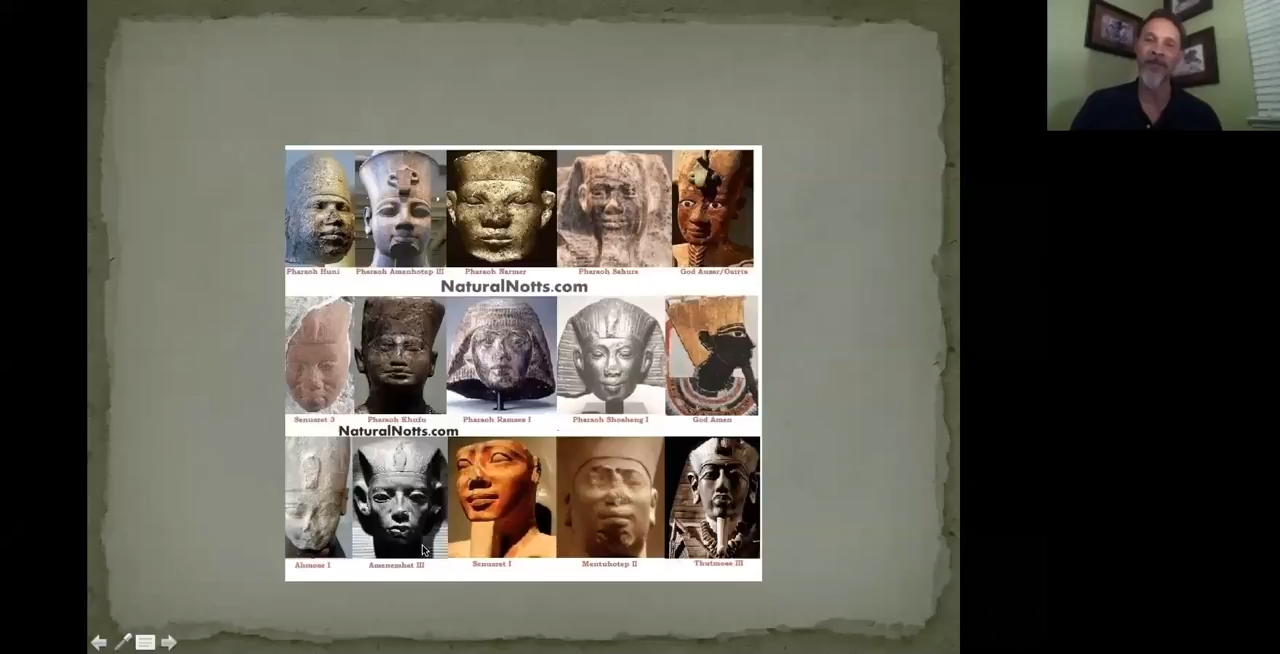 Pharaoh Huni Pharaoh Amenhotep III Pharaoh Narmer Pharaoh Sahura God Ausar/Osiris
NaturalNotts.com
Senusret 3 Pharaoh Khufu Pharaoh Ramses I Pharaoh Shoshenq I God Amen
NaturalNotts.com
Ahmose I Amenemhat III Senusret I Mentuhotep II Thutmose III